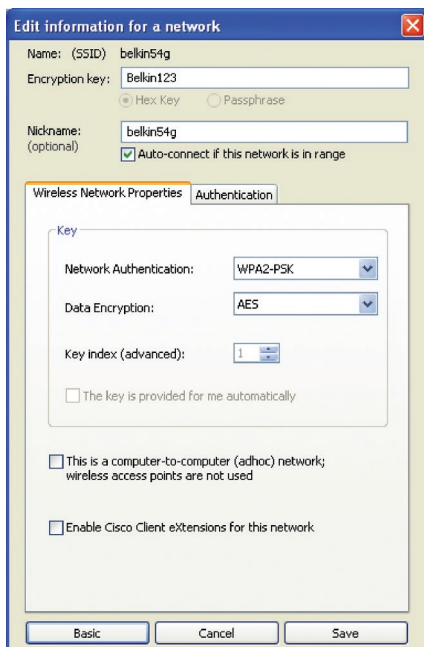 Edit information for a network
Name: (SSID) belkin54g
Encryption key: Belkin123
Hex Key Passphrase
Nickname: belkin54g
(optional)
Auto-connect if this network is in range
Wireless Network Properties Authentication
Key
Network Authentication: WPA2-PSK
Data Encryption: AES
Key index (advanced): 1
The key is provided for me automatically
This is a computer-to-computer (adhoc) network;
wireless access points are not used
Enable Cisco Client eXtensions for this network
Basic Cancel Save